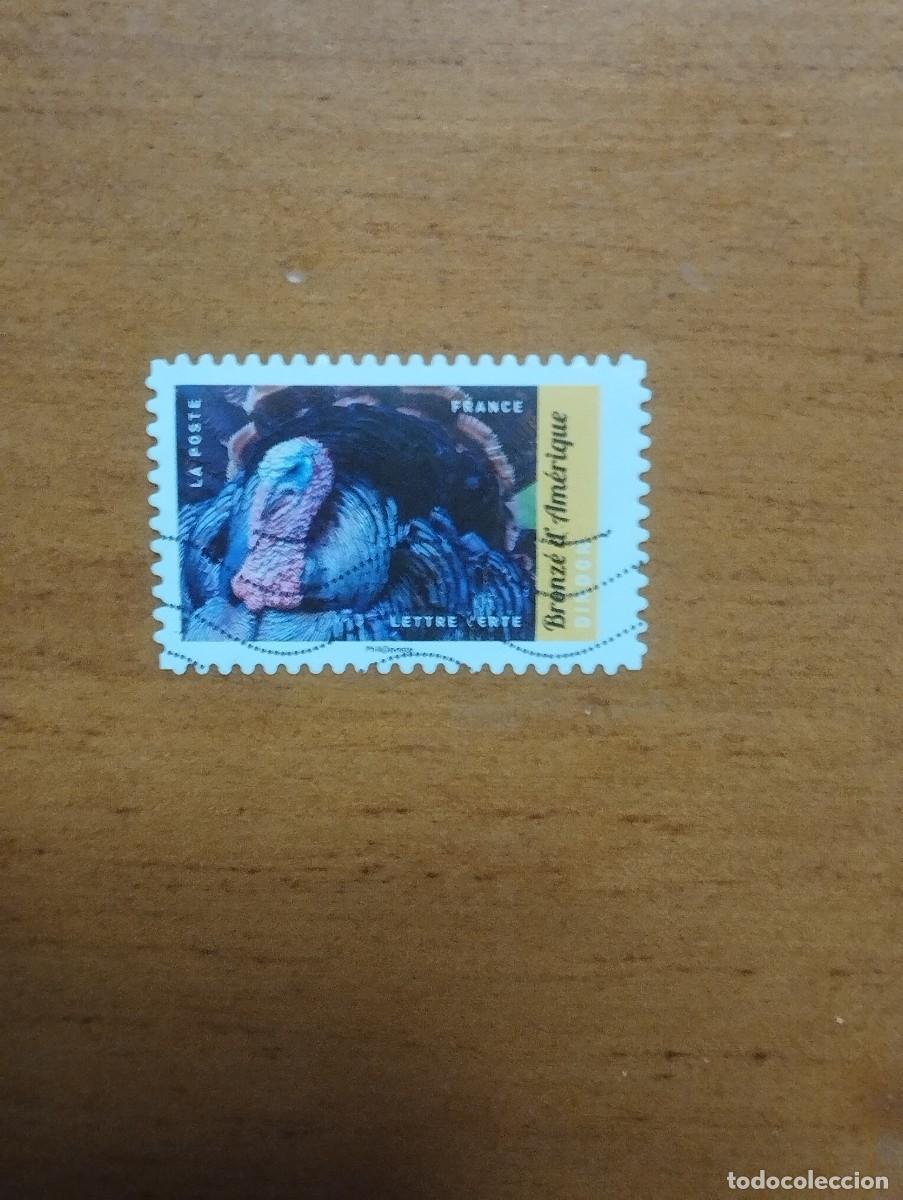 LA POSTE
FRANCE
Bronzé d'Amérique
DINDON
LETTRE VERTE
todocoleccion